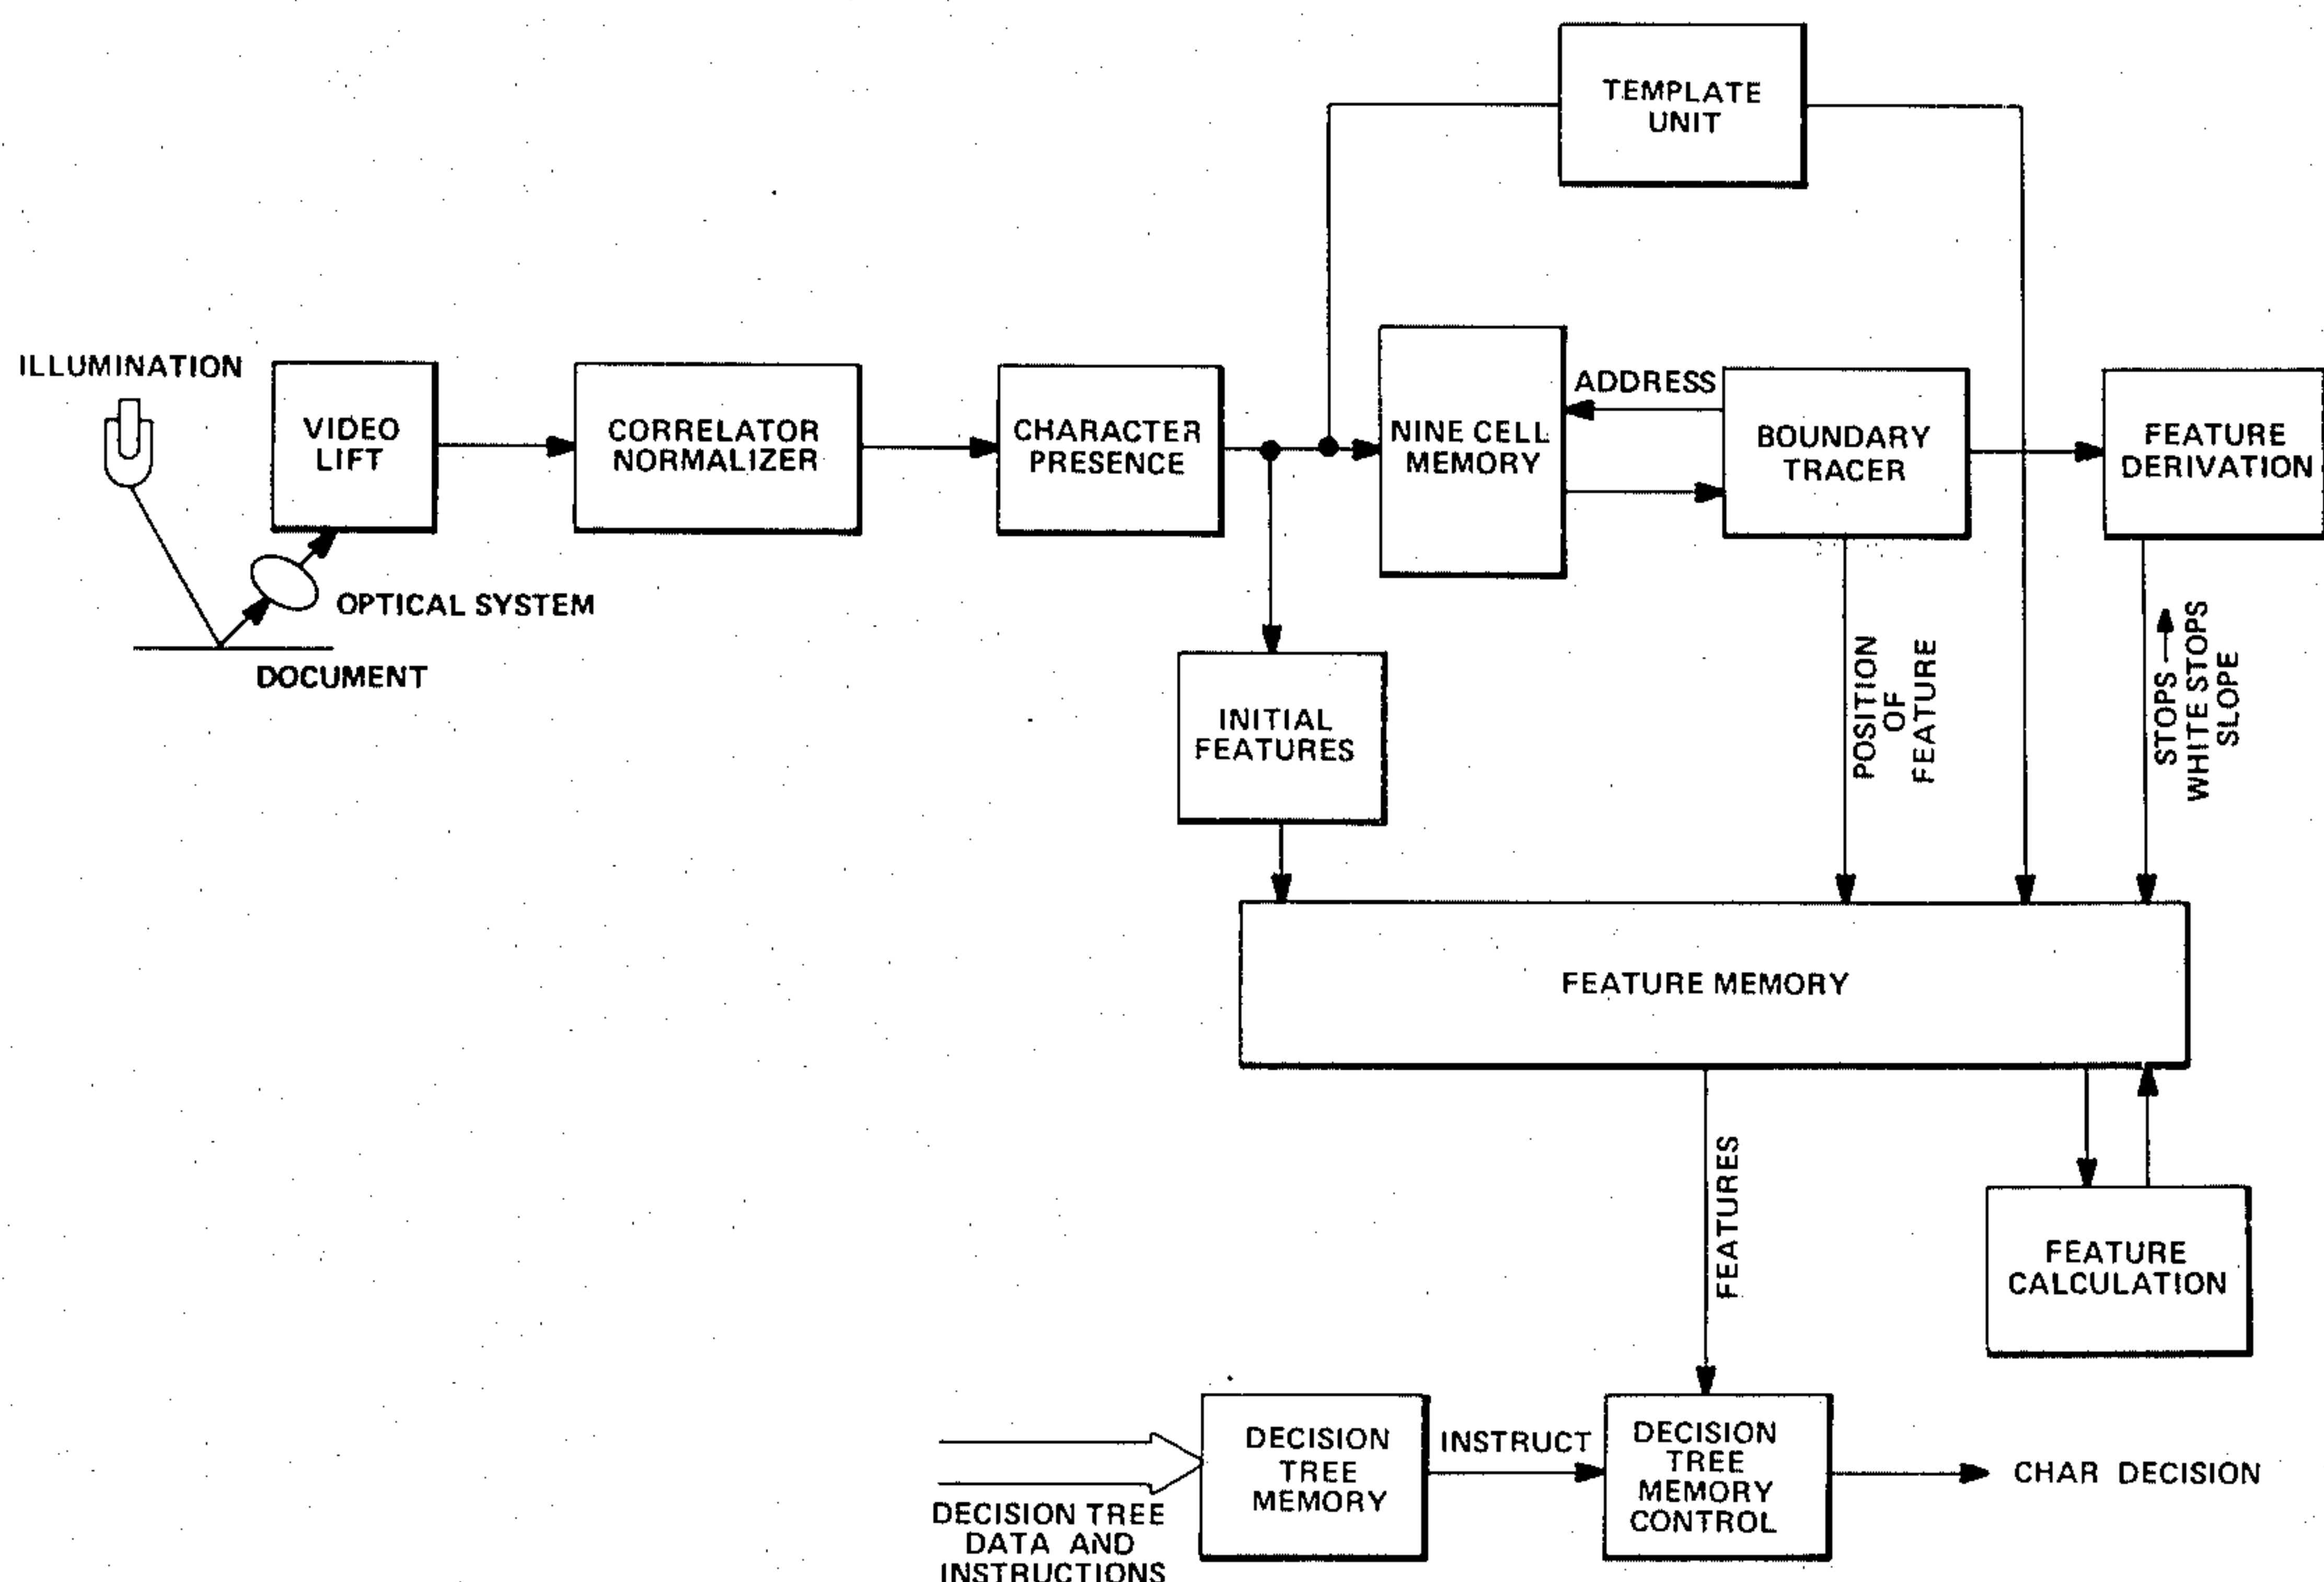 TEMPLATE
UNIT
ILLUMINATION
VIDEO
LIFT
CORRELATOR
NORMALIZER
CHARACTER
PRESENCE
NINE CELL
MEMORY
ADDRESS
BOUNDARY
TRACER
FEATURE
DERIVATION
OPTICAL SYSTEM
DOCUMENT
INITIAL
FEATURES
POSITION
OF
FEATURE
STOPS
WHITE STOPS
SLOPE
FEATURE MEMORY
FEATURES
FEATURE
CALCULATION
DECISION TREE
DATA AND
INSTRUCTIONS
DECISION
TREE
MEMORY
INSTRUCT
DECISION
TREE
MEMORY
CONTROL
CHAR DECISION